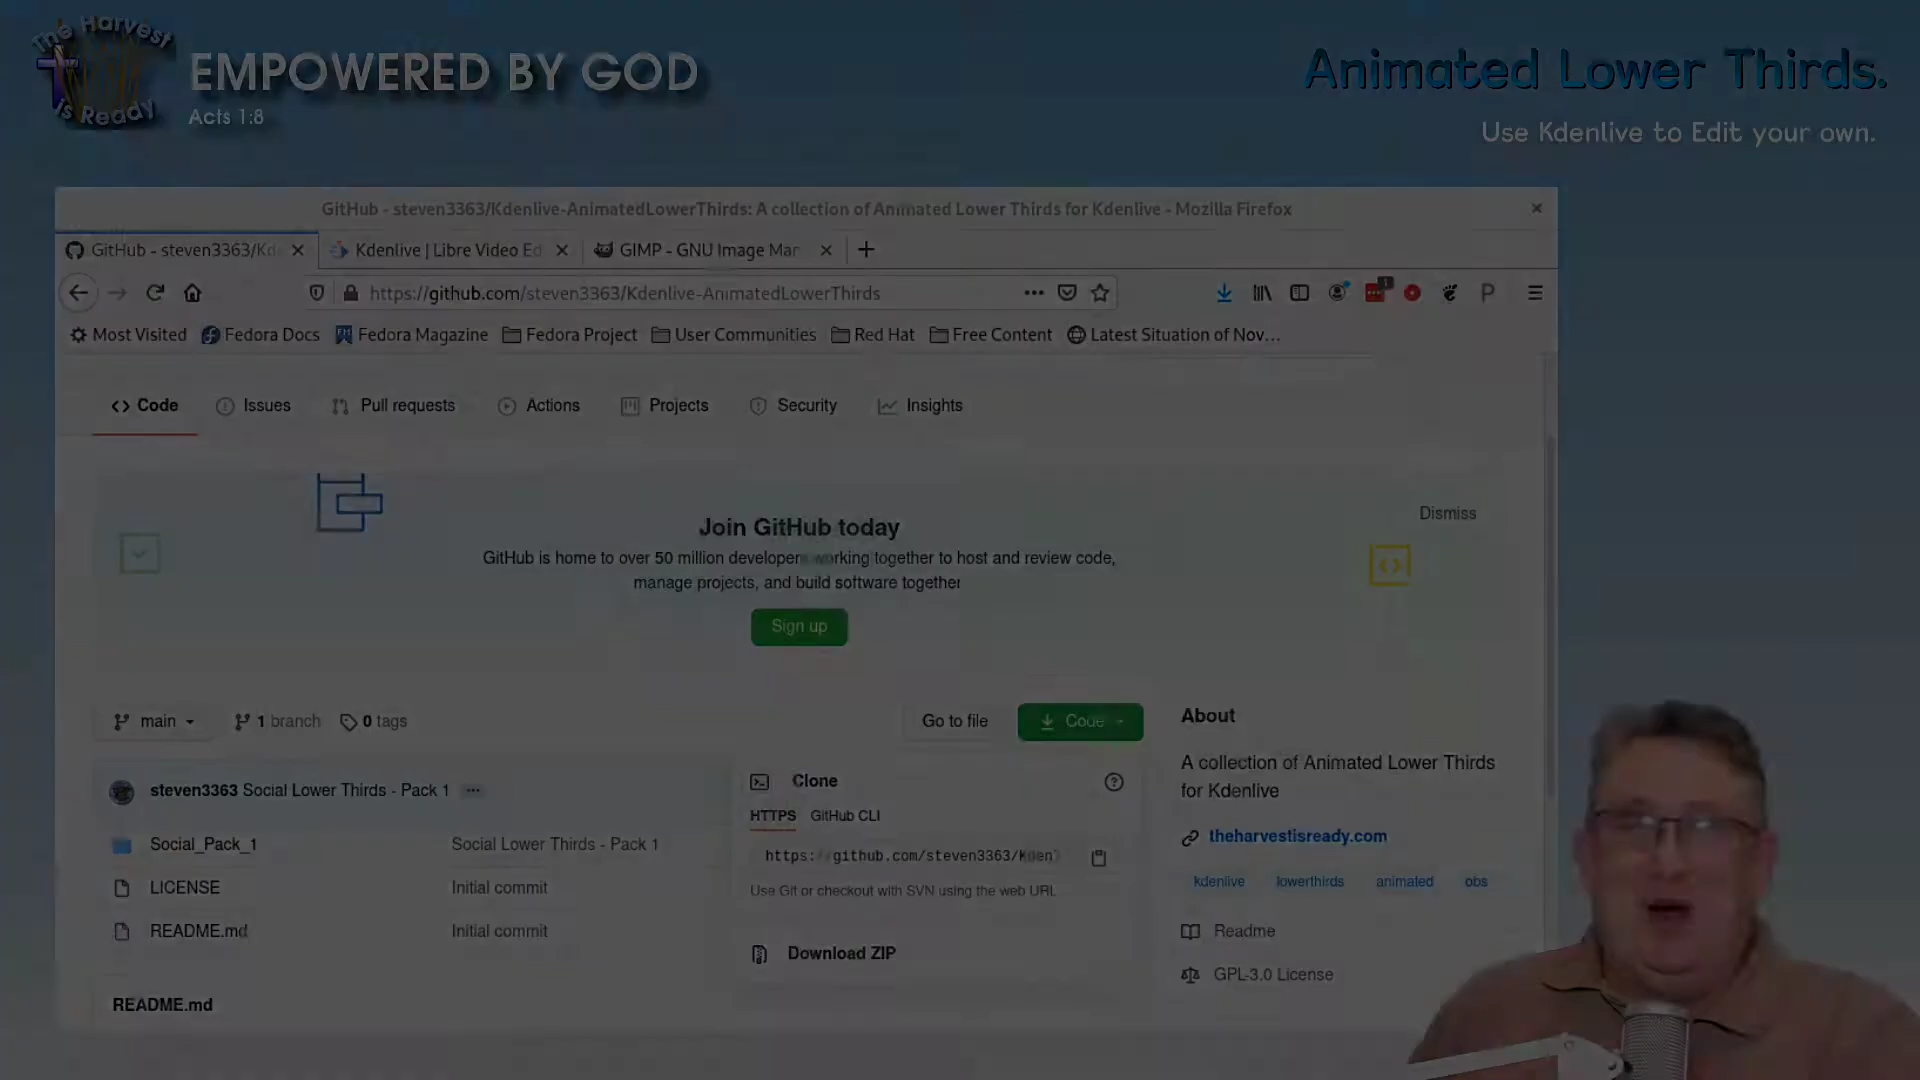 The Harvest
is Ready
EMPOWERED BY GOD
Acts 1:8
Animated Lower Thirds.
Use Kdenlive to Edit your own.
GitHub - steven3363/Kdenlive-AnimatedLowerThirds: A collection of Animated Lower Thirds for Kdenlive - Mozilla Firefox
GitHub - steven3363/Kd
Kdenlive | Libre Video Ed
GIMP - GNU Image Man
https://github.com/steven3363/Kdenlive-AnimatedLowerThirds
1
P
Most Visited
Fedora Docs
Fedora Magazine
Fedora Project
User Communities
Red Hat
Free Content
Latest Situation of Nov...
Code
Issues
Pull requests
Actions
Projects
Security
Insights
Join GitHub today
Dismiss
GitHub is home to over 50 million developers working together to host and review code,
manage projects, and build software together
Sign up
main
1 branch
0 tags
Go to file
Code
steven3363 Social Lower Thirds - Pack 1 ...
Social_Pack_1
Social Lower Thirds - Pack 1
LICENSE
Initial commit
README.md
Initial commit
README.md
Clone
HTTPS
GitHub CLI
https://github.com/steven3363/Kden
Use Git or checkout with SVN using the web URL
Download ZIP
About
A collection of Animated Lower Thirds
for Kdenlive
theharvestisready.com
kdenlive
lowerthirds
animated
obs
Readme
GPL-3.0 License